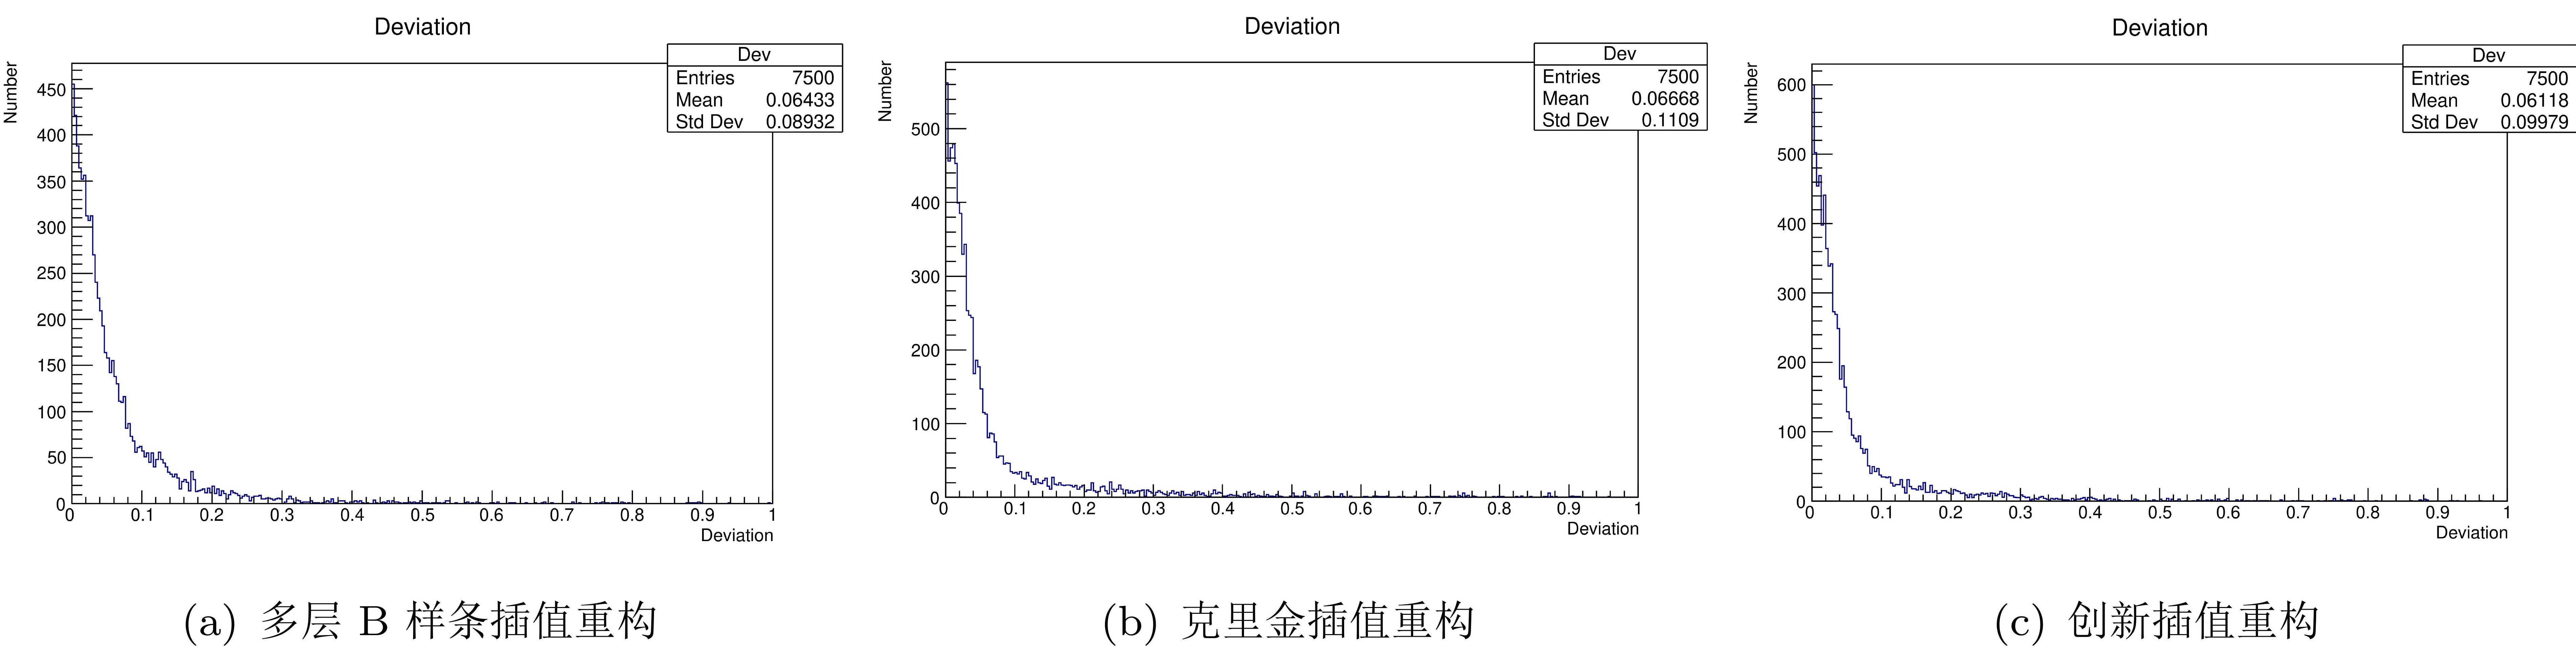 Deviation
Number
Dev
Entries 7500
Mean 0.06433
Std Dev 0.08932
450
400
350
300
250
200
150
100
50
0
0 0.1 0.2 0.3 0.4 0.5 0.6 0.7 0.8 0.9 1
Deviation
(a) 多层 B 样条插值重构
Deviation
Number
Dev
Entries 7500
Mean 0.06668
Std Dev 0.1109
500
400
300
200
100
0
0 0.1 0.2 0.3 0.4 0.5 0.6 0.7 0.8 0.9 1
Deviation
(b) 克里金插值重构
Deviation
Number
Dev
Entries 7500
Mean 0.06118
Std Dev 0.09979
600
500
400
300
200
100
0
0 0.1 0.2 0.3 0.4 0.5 0.6 0.7 0.8 0.9 1
Deviation
(c) 创新插值重构